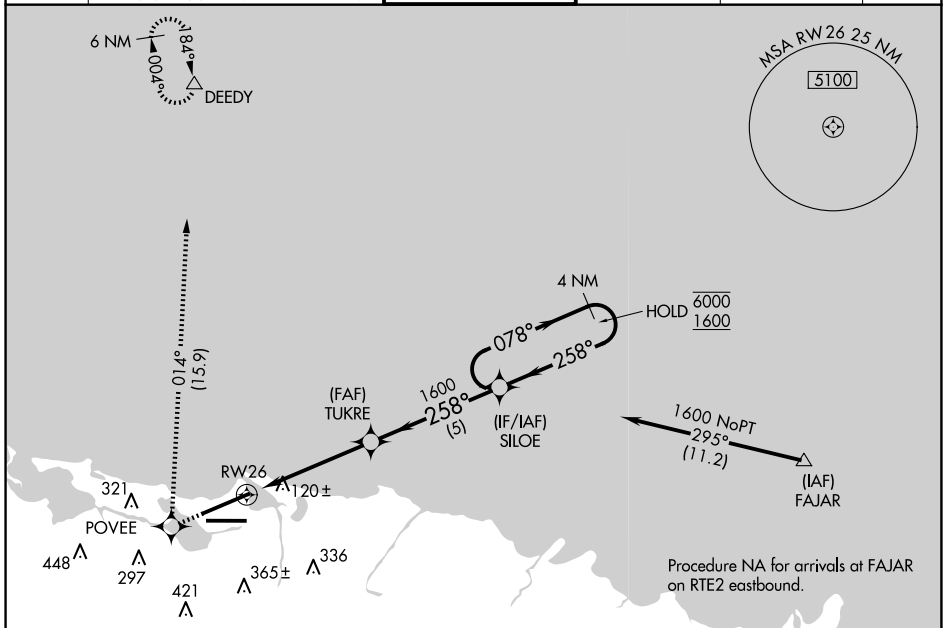 6 NM
184°
004°
DEEDY
MSA RW 26 25 NM
5100
014°
(15.9)
4 NM
HOLD 6000
1600
078°
258°
1600
258°
(5)
(FAF)
TUKRE
(IF/IAF)
SILOE
1600 NoPT
295°
(11.2)
(IAF)
FAJAR
RW26
120±
321
POVEE
448
297
421
365±
336
Procedure NA for arrivals at FAJAR
on RTE2 eastbound.